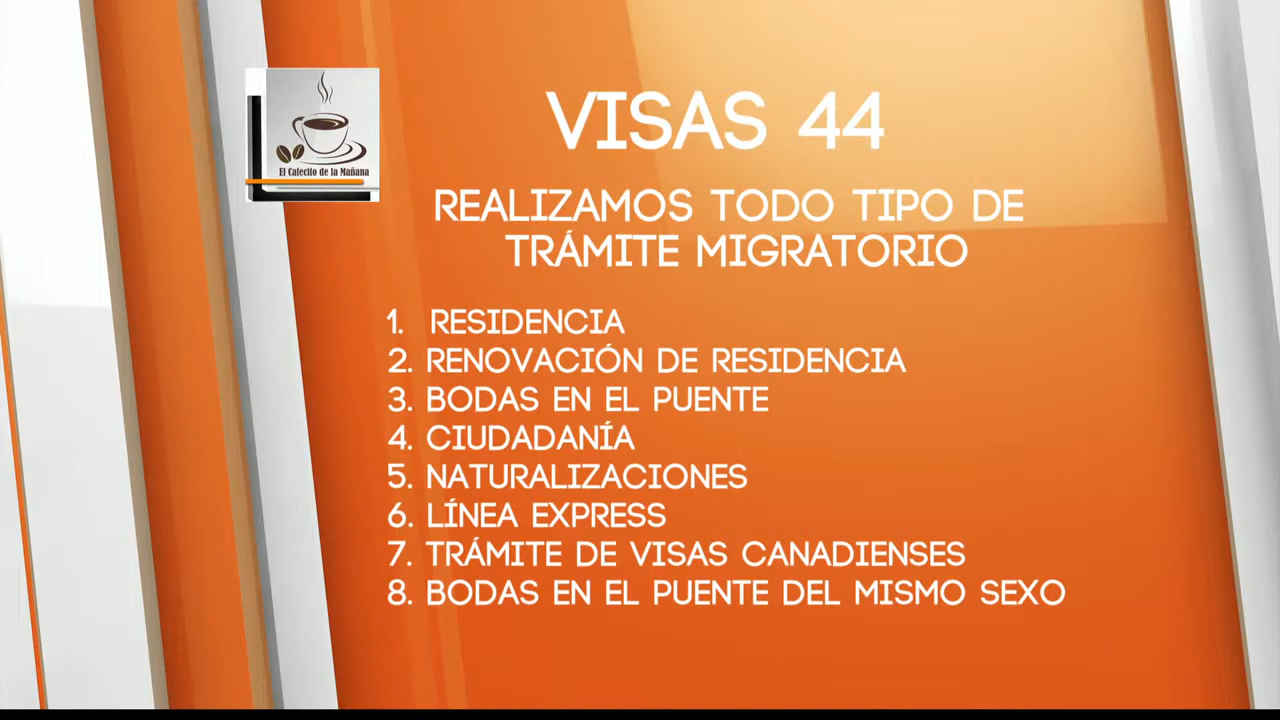 El Cafecito de la Mañana
VISAS 44
REALIZAMOS TODO TIPO DE
TRÁMITE MIGRATORIO
1. RESIDENCIA
2. RENOVACIÓN DE RESIDENCIA
3. BODAS EN EL PUENTE
4. CIUDADANÍA
5. NATURALIZACIONES
6. LÍNEA EXPRESS
7. TRÁMITE DE VISAS CANADIENSES
8. BODAS EN EL PUENTE DEL MISMO SEXO